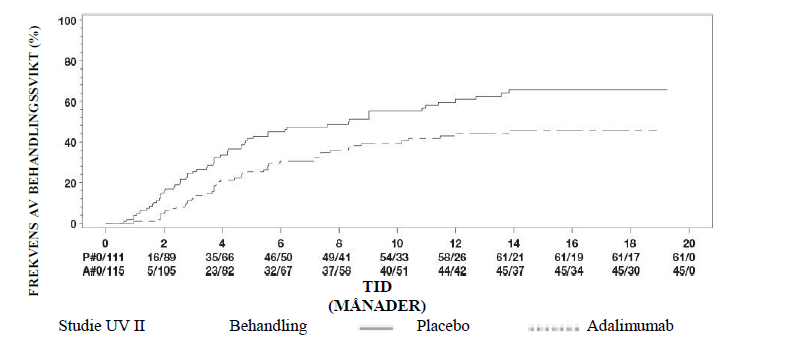 FREKVENS AV BEHANDLINGSSVIKT (%)
100
80
60
40
20
0
0 2 4 6 8 10 12 14 16 18 20
P#0/111 16/89 35/66 46/50 49/41 54/33 58/26 61/21 61/19 61/17 61/0
A#0/115 5/105 23/82 32/67 37/56 40/51 44/42 45/37 45/34 45/30 45/0
TID
(MÅNADER)
Studie UV II Behandling Placebo Adalimumab